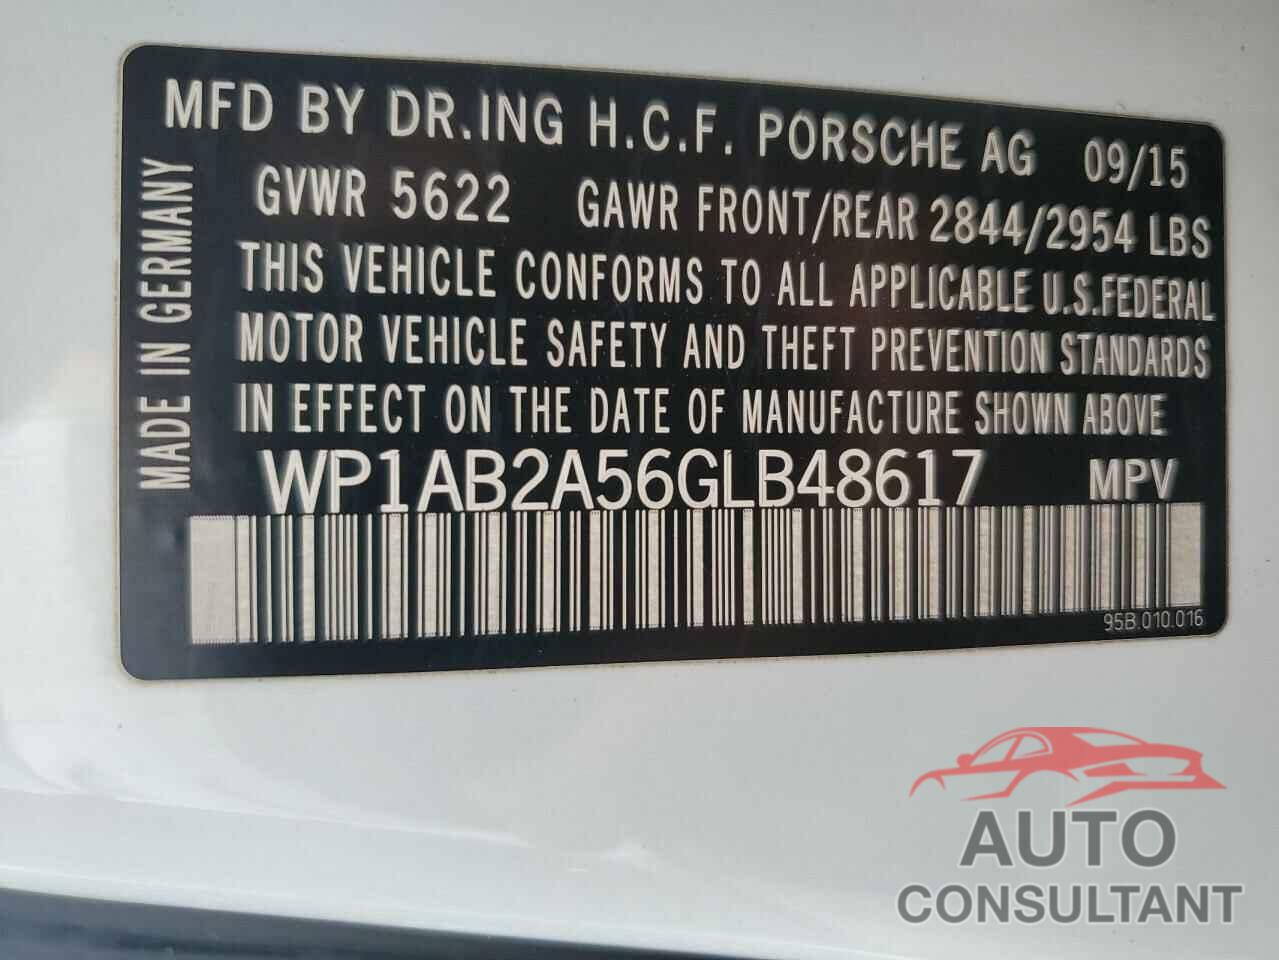 MFD BY DR.ING H.C.F. PORSCHE AG 09/15
GVWR 5622 GAWR FRONT/REAR 2844/2954 LBS
THIS VEHICLE CONFORMS TO ALL APPLICABLE U.S.FEDERAL
MOTOR VEHICLE SAFETY AND THEFT PREVENTION STANDARDS
IN EFFECT ON THE DATE OF MANUFACTURE SHOWN ABOVE
WP1AB2A56GLB48617 MPV
95B.010.016
MADE IN GERMANY
AUTO
CONSULTANT